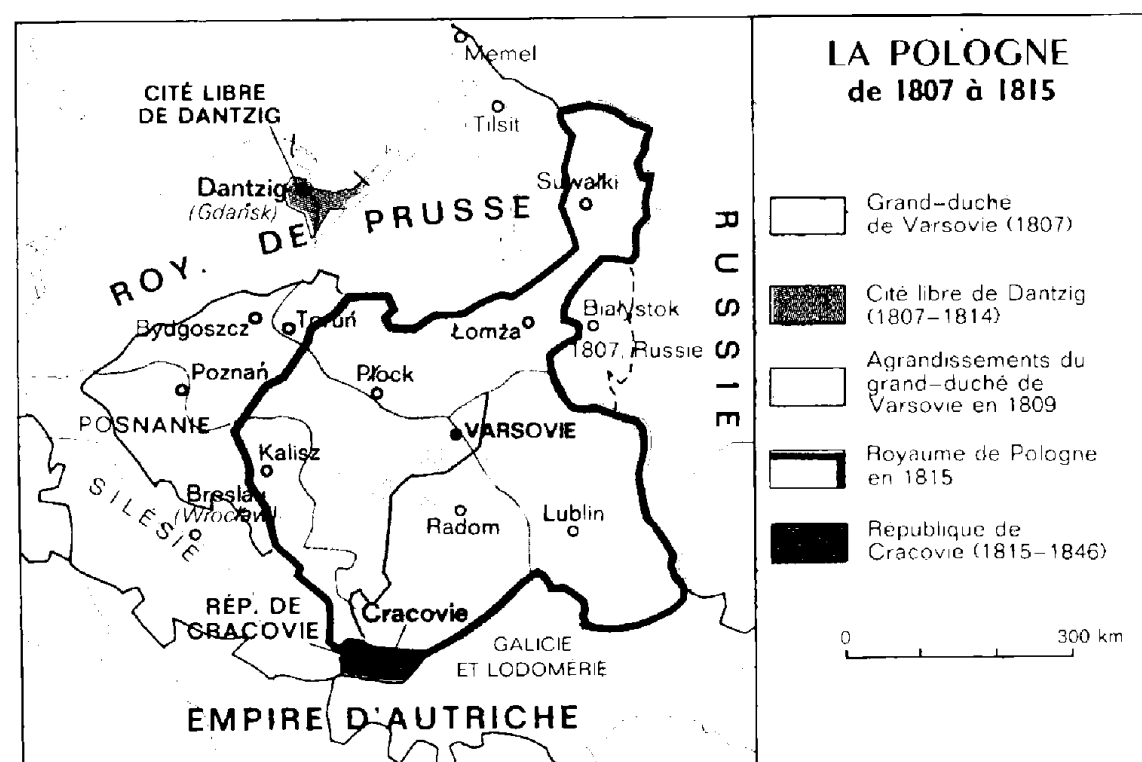 LA POLOGNE
de 1807 à 1815
Grand-duché
de Varsovie (1807)
Cité libre de Dantzig
(1807-1814)
Agrandissements du
grand-duché de
Varsovie en 1809
Royaume de Pologne
en 1815
République de
Cracovie (1815-1846)
0 300 km
Memel
CITÉ LIBRE
DE DANTZIG
Tilsit
Dantzig
(Gdańsk)
Suwałki
ROY. DE PRUSSE
RUSSIE
Bydgoszcz
Toruń
Łomża
Białystok
1807, Russie
Poznań
Płock
POSNANIE
VARSOVIE
Kalisz
SILÉSIE
Breslau
(Wrocław)
Radom
Lublin
RÉP. DE
CRACOVIE
Cracovie
GALICIE
ET LODOMÉRIE
EMPIRE D'AUTRICHE